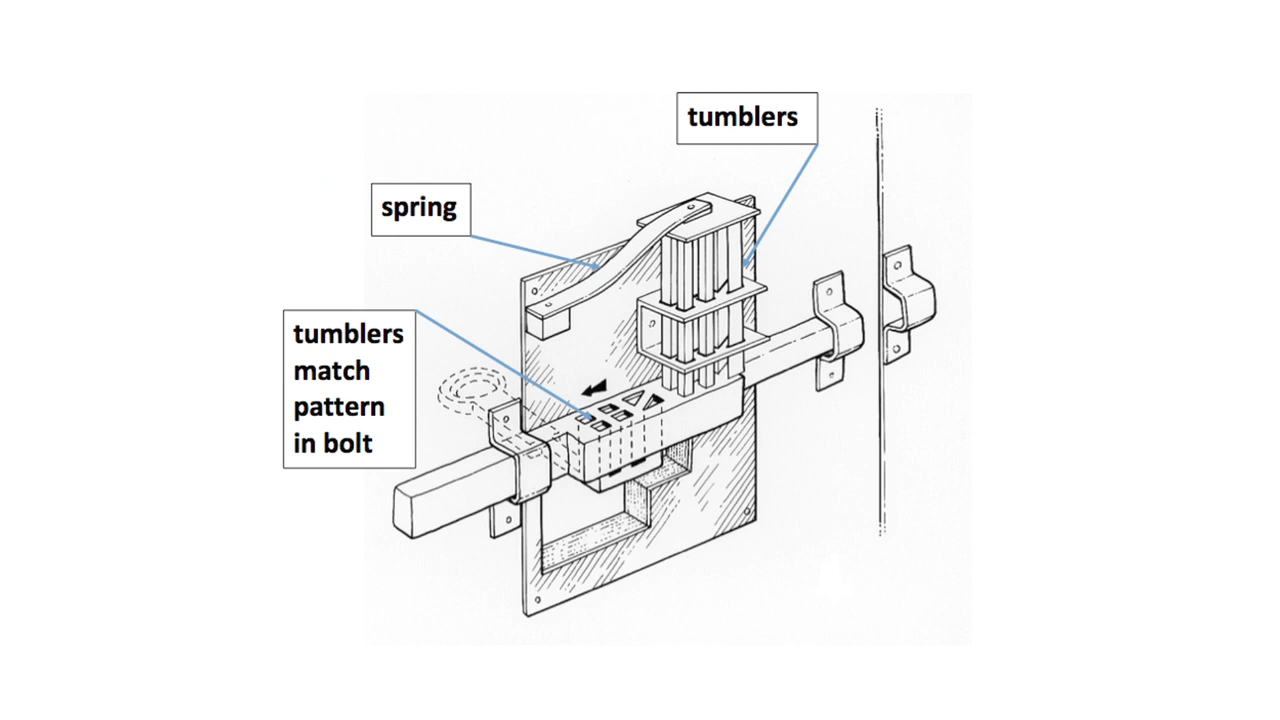 tumblers
spring
tumblers
match
pattern
in bolt